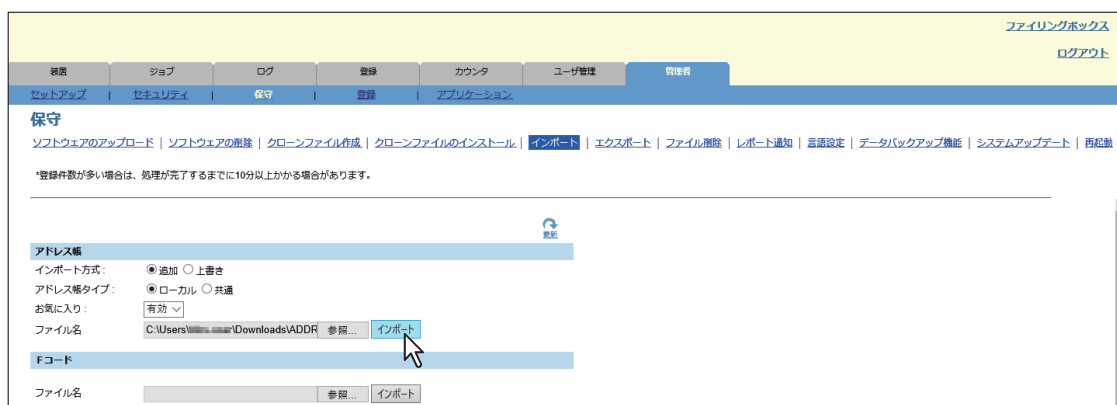 ファイリングボックス
ログアウト
装置 ジョブ ログ 登録 カウンタ ユーザ管理 管理者
セットアップ | セキュリティ | 保守 | 登録 | アプリケーション
保守
ソフトウェアのアップロード | ソフトウェアの削除 | クローンファイル作成 | クローンファイルのインストール | インポート | エクスポート | ファイル削除 | レポート通知 | 言語設定 | データバックアップ機能 | システムアップデート | 再起動
*登録件数が多い場合は、処理が完了するまでに10分以上かかる場合があります。
更新
アドレス帳
インポート方式: 追加 上書き
アドレス帳タイプ: ローカル 共通
お気に入り: 有効
ファイル名 C:\Users\ \Downloads\ADDR 参照... インポート
Fコード
ファイル名 参照... インポート